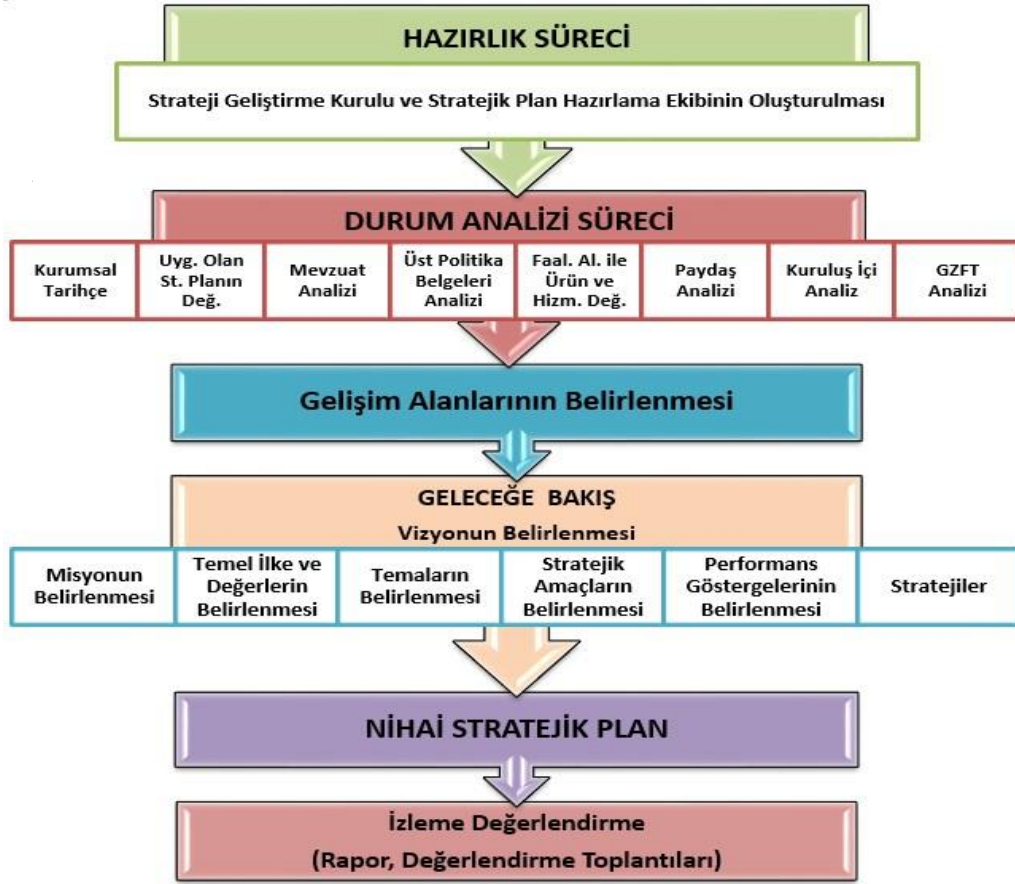 HAZIRLIK SÜRECİ
Strateji Geliştirme Kurulu ve Stratejik Plan Hazırlama Ekibinin Oluşturulması
DURUM ANALİZİ SÜRECİ
Kurumsal
Tarihçe
Uyg. Olan
St. Planın
Değ.
Mevzuat
Analizi
Üst Politika
Belgeleri
Analizi
Faal. Al. ile
Ürün ve
Hizm. Değ.
Paydaş
Analizi
Kuruluş İçi
Analiz
GZFT
Analizi
Gelişim Alanlarının Belirlenmesi
GELECEĞE BAKIŞ
Vizyonun Belirlenmesi
Misyonun
Belirlenmesi
Temel İlke ve
Değerlerin
Belirlenmesi
Temaların
Belirlenmesi
Stratejik
Amaçların
Belirlenmesi
Performans
Göstergelerinin
Belirlenmesi
Stratejiler
NİHAİ STRATEJİK PLAN
İzleme Değerlendirme
(Rapor, Değerlendirme Toplantıları)